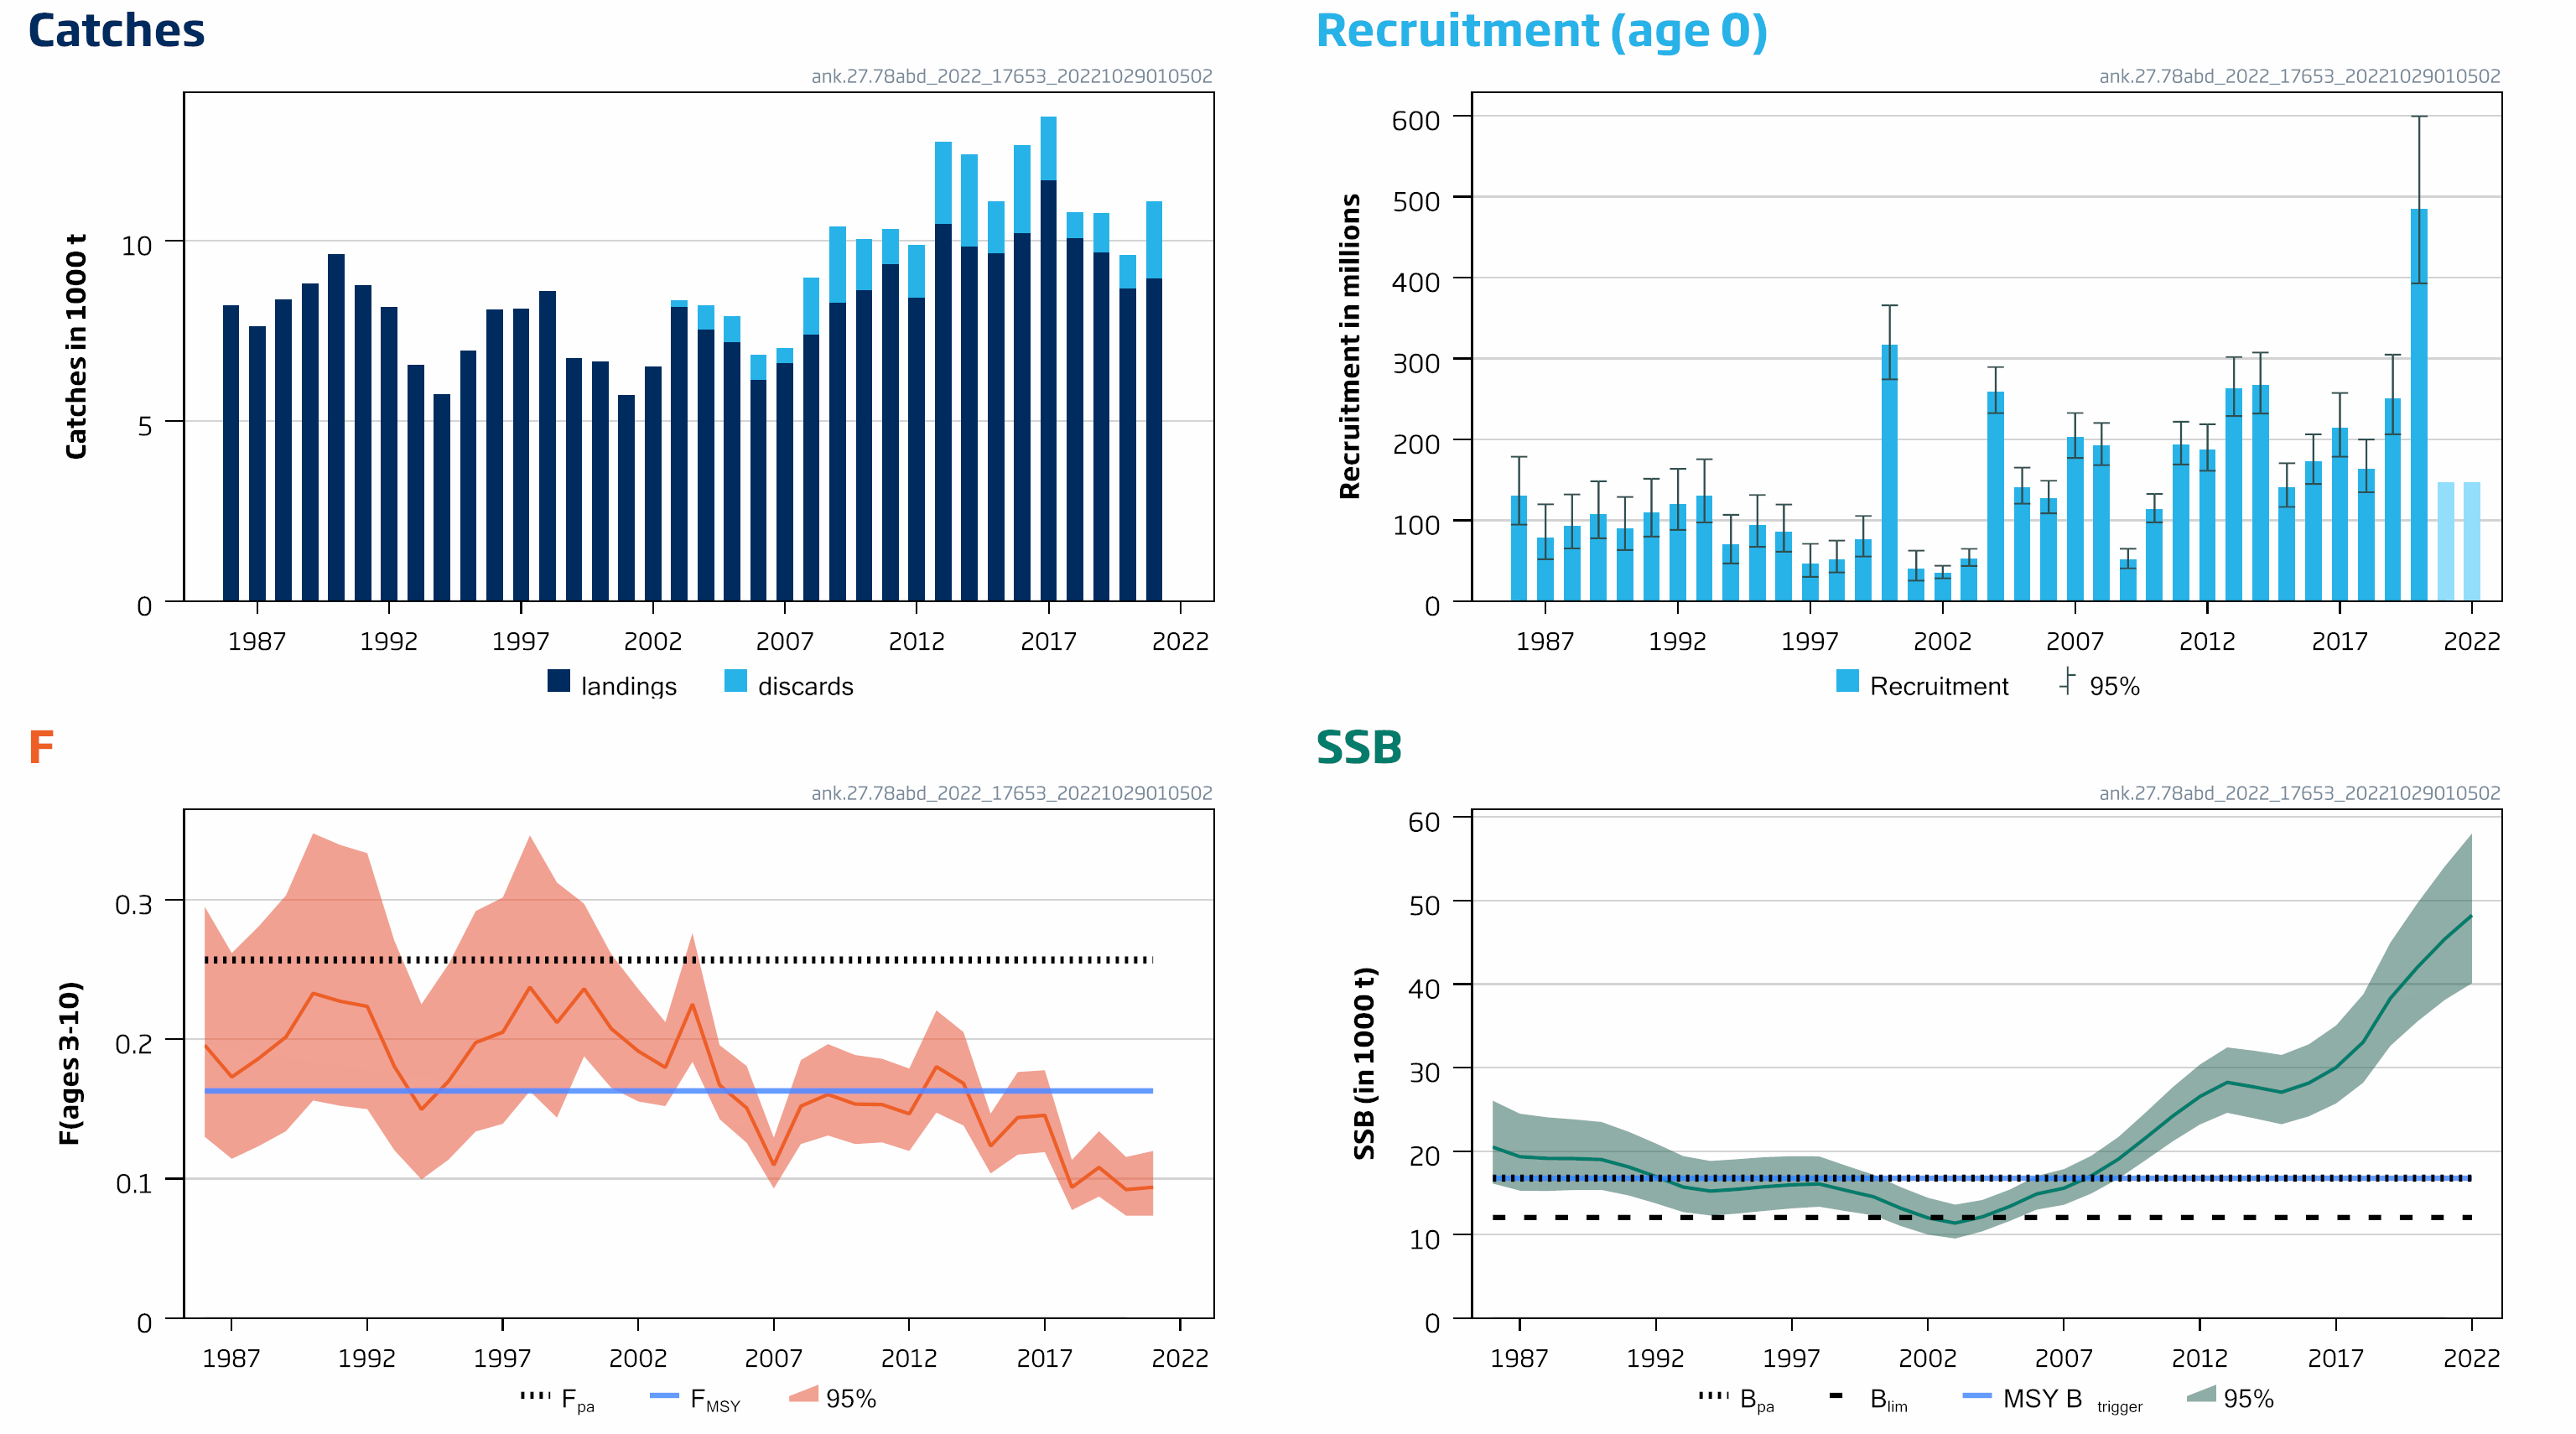 Catches
ank.27.78abd_2022_17653_20221029010502
Catches in 1000 t
10
5
0
1987 1992 1997 2002 2007 2012 2017 2022
landings discards
Recruitment (age 0)
ank.27.78abd_2022_17653_20221029010502
Recruitment in millions
600
500
400
300
200
100
0
1987 1992 1997 2002 2007 2012 2017 2022
Recruitment 95%
F
ank.27.78abd_2022_17653_20221029010502
F(ages 3-10)
0.3
0.2
0.1
0
1987 1992 1997 2002 2007 2012 2017 2022
Fpa FMSY 95%
SSB
ank.27.78abd_2022_17653_20221029010502
SSB (in 1000 t)
60
50
40
30
20
10
0
1987 1992 1997 2002 2007 2012 2017 2022
Bpa Blim MSY B trigger 95%